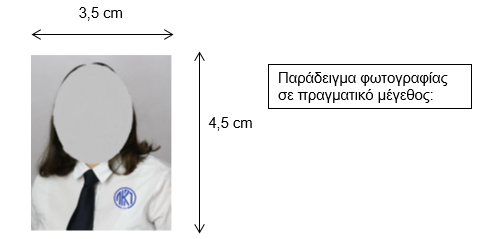 3,5 cm
4,5 cm
Παράδειγμα φωτογραφίας
σε πραγματικό μέγεθος: